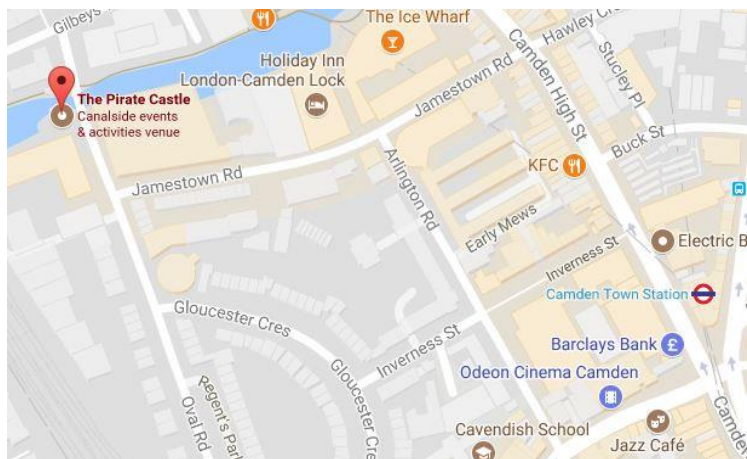 Gilbeys
The Ice Wharf
Hawley Cre
Holiday Inn
London-Camden Lock
Jamestown Rd
Camden High St
Stucley Pl
The Pirate Castle
Canalside events
& activities venue
Buck St
KFC
Jamestown Rd
Arlington Rd
Early Mews
Inverness St
Electric B
Camden Town Station
Gloucester Cres
Inverness St
Barclays Bank
£
Odeon Cinema Camden
Gloucester Cres
Regent's Park
Oval Rd
Camden
Cavendish School
Jazz Café